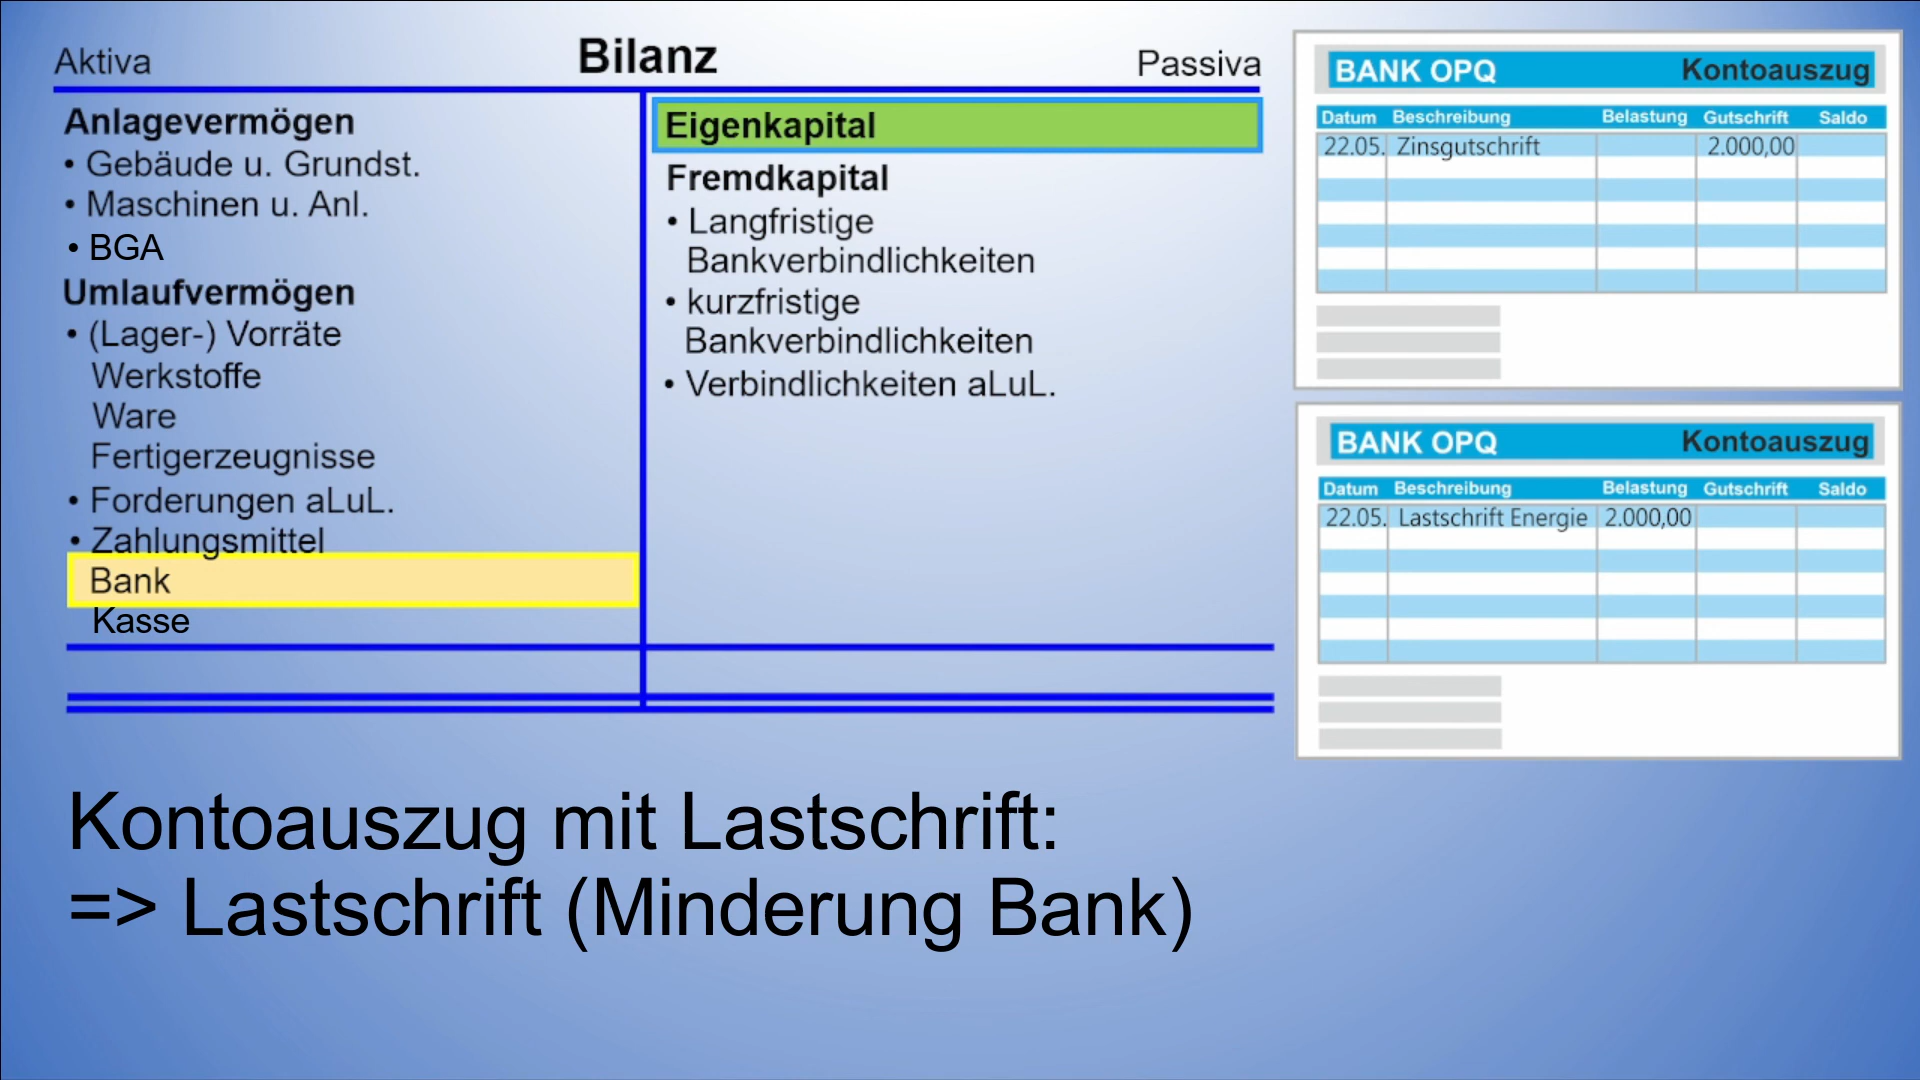 Aktiva
Bilanz
Passiva
Anlagevermögen
• Gebäude u. Grundst.
• Maschinen u. Anl.
• BGA
Umlaufvermögen
• (Lager-) Vorräte
Werkstoffe
Ware
Fertigerzeugnisse
• Forderungen aLuL.
• Zahlungsmittel
Bank
Kasse
Eigenkapital
Fremdkapital
• Langfristige
Bankverbindlichkeiten
• kurzfristige
Bankverbindlichkeiten
• Verbindlichkeiten aLuL.
BANK OPQ Kontoauszug
Datum Beschreibung Belastung Gutschrift Saldo
22.05. Zinsgutschrift 2.000,00
BANK OPQ Kontoauszug
Datum Beschreibung Belastung Gutschrift Saldo
22.05. Lastschrift Energie 2.000,00
Kontoauszug mit Lastschrift:
=> Lastschrift (Minderung Bank)